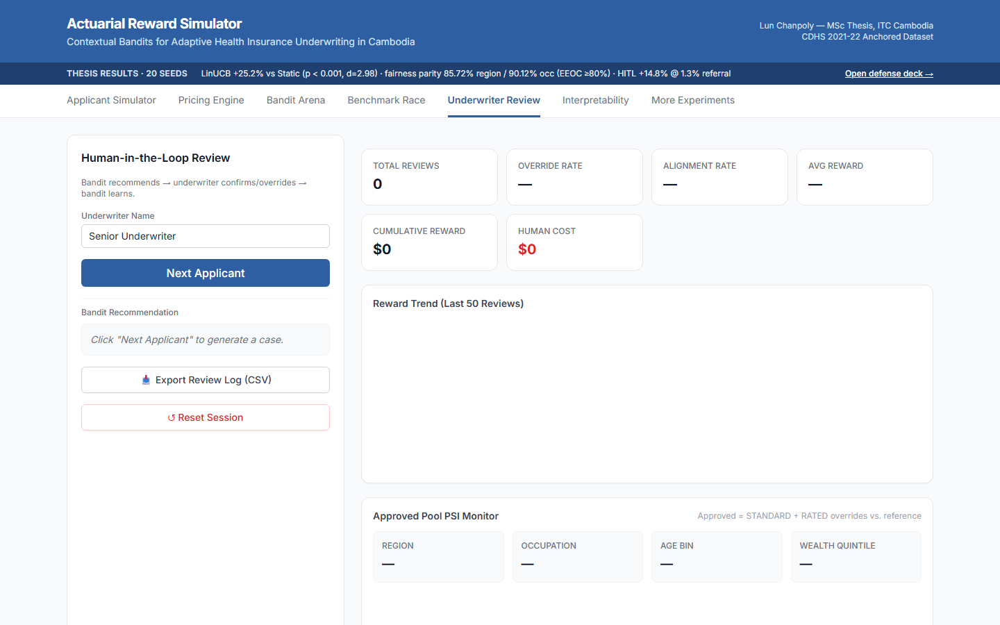 Actuarial Reward Simulator
Contextual Bandits for Adaptive Health Insurance Underwriting in Cambodia
Lun Chanpoly — MSc Thesis, ITC Cambodia
CDHS 2021-22 Anchored Dataset
THESIS RESULTS · 20 SEEDS LinUCB +25.2% vs Static (p < 0.001, d=2.98) · fairness parity 85.72% region / 90.12% occ (EEOC ≥80%) · HITL +14.8% @ 1.3% referral Open defense deck →
Applicant Simulator Pricing Engine Bandit Arena Benchmark Race Underwriter Review Interpretability More Experiments
Human-in-the-Loop Review
Bandit recommends → underwriter confirms/overrides →
bandit learns.
Underwriter Name
Senior Underwriter
Next Applicant
Bandit Recommendation
Click "Next Applicant" to generate a case.
📥 Export Review Log (CSV)
↺ Reset Session
TOTAL REVIEWS OVERRIDE RATE ALIGNMENT RATE AVG REWARD
0 — — —
CUMULATIVE REWARD HUMAN COST
$0 $0
Reward Trend (Last 50 Reviews)
Approved Pool PSI Monitor Approved = STANDARD + RATED overrides vs. reference
REGION OCCUPATION AGE BIN WEALTH QUINTILE
— — — —